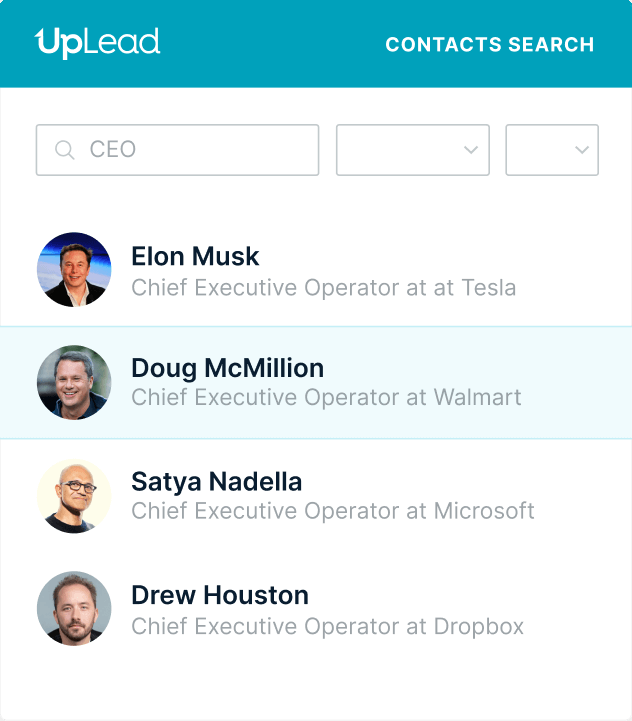 UpLead
CONTACTS SEARCH
CEO
Elon Musk
Chief Executive Operator at at Tesla
Doug McMillion
Chief Executive Operator at Walmart
Satya Nadella
Chief Executive Operator at Microsoft
Drew Houston
Chief Executive Operator at Dropbox